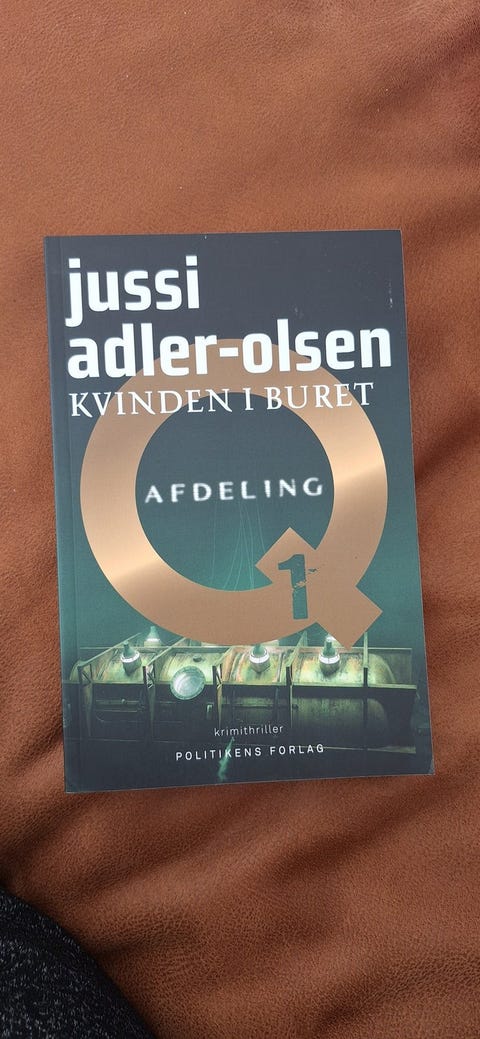 jussi
adler-olsen
KVINDEN I BURET
AFDELING
Q
1
krimithriller
POLITIKENS FORLAG